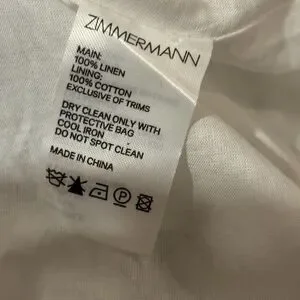 ZIMMERMANN
MAIN:
100% LINEN
LINING:
100% COTTON
EXCLUSIVE OF TRIMS
DRY CLEAN ONLY WITH
PROTECTIVE BAG
COOL IRON
DO NOT SPOT CLEAN
MADE IN CHINA
P